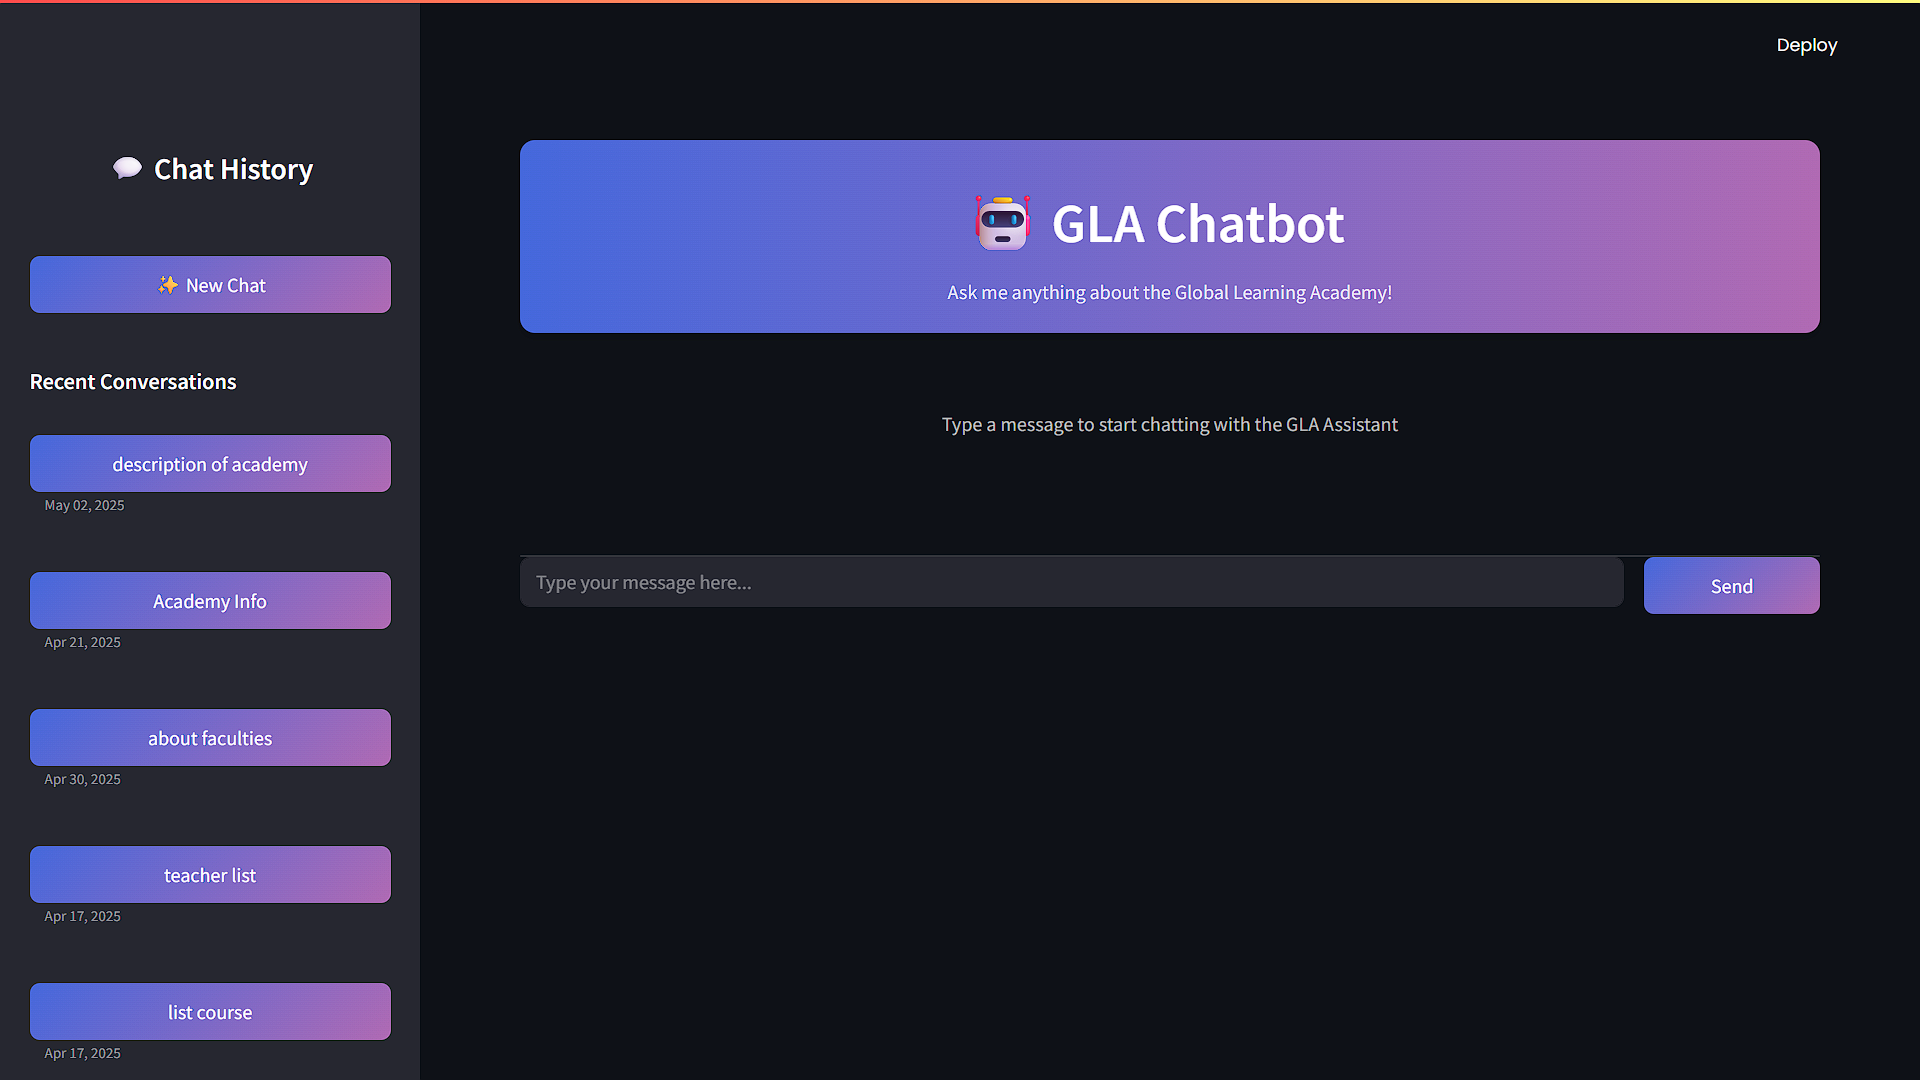 Deploy
💬 Chat History
✨ New Chat
Recent Conversations
description of academy
May 02, 2025
Academy Info
Apr 21, 2025
about faculties
Apr 30, 2025
teacher list
Apr 17, 2025
list course
Apr 17, 2025
🤖 GLA Chatbot
Ask me anything about the Global Learning Academy!
Type a message to start chatting with the GLA Assistant
Type your message here...
Send